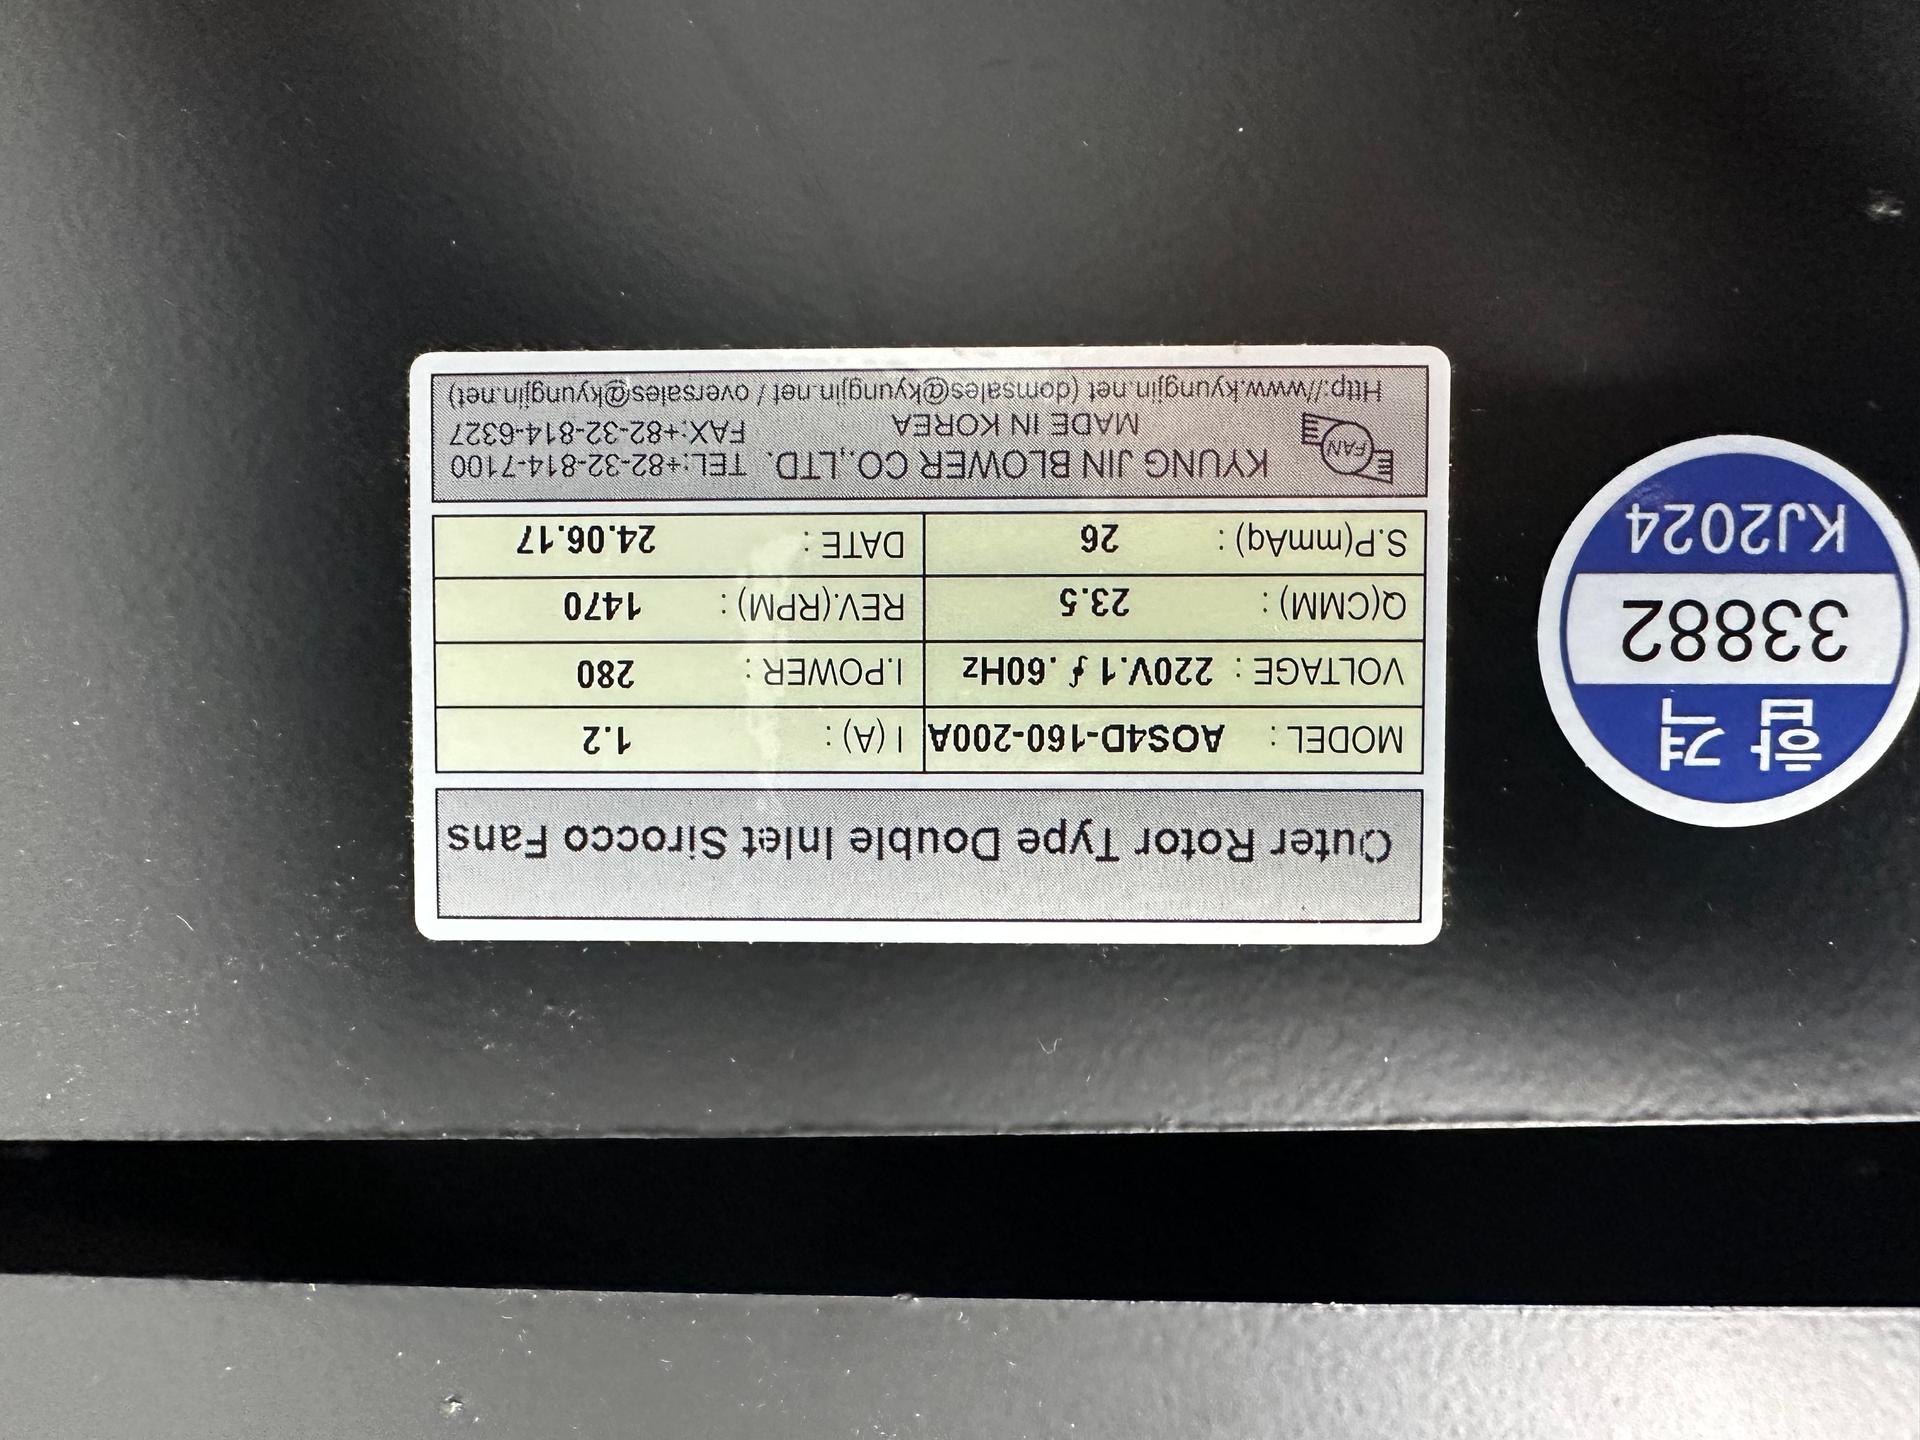 Outer Rotor Type Double Inlet Sirocco Fans
MODEL : AOS4D-160-200A I (A) : 1.2
VOLTAGE : 220V.1 ∮ .60Hz I.POWER : 280
Q(CMM) : 23.5 REV.(RPM) : 1470
S.P(mmAq) : 26 DATE : 24.06.17
FAN
KYUNG JIN BLOWER CO.,LTD. TEL:+82-32-814-7100
MADE IN KOREA FAX:+82-32-814-6327
Http://www.kyungjin.net (domsales@kyungjin.net / oversales@kyungjin.net)
합격
33882
KJ2024